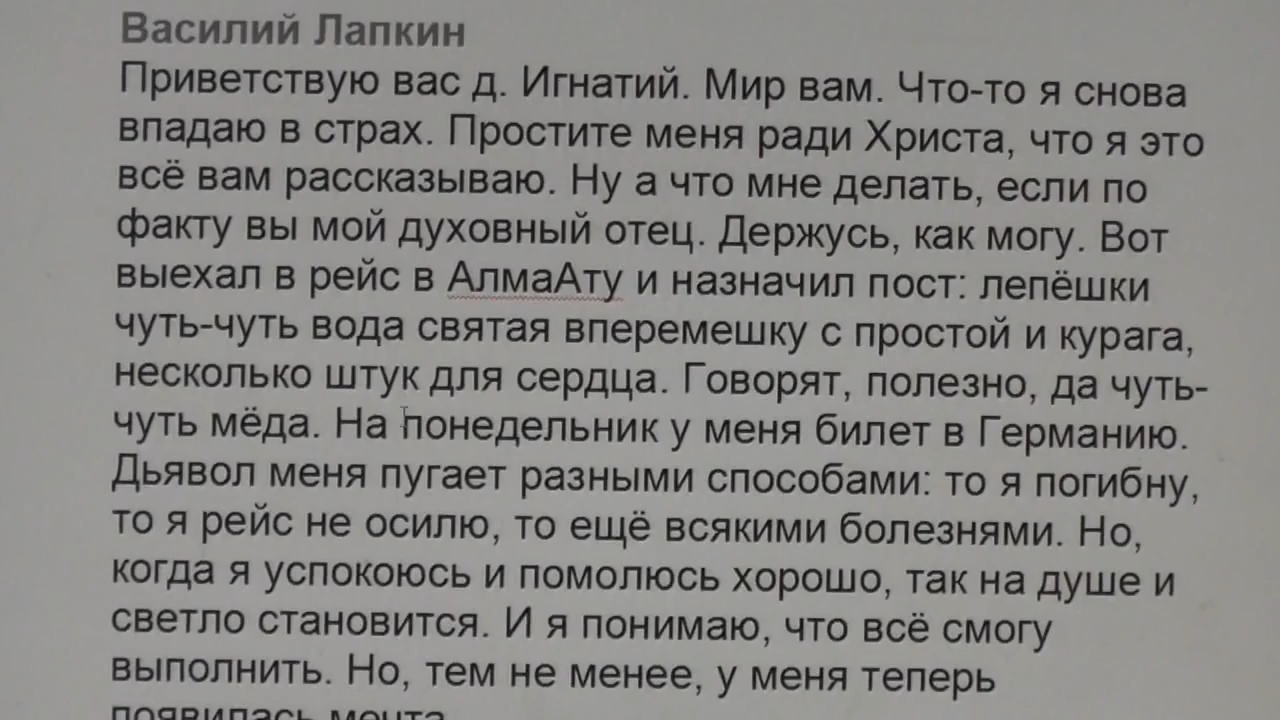 Василий Лапкин
Приветствую вас д. Игнатий. Мир вам. Что-то я снова
впадаю в страх. Простите меня ради Христа, что я это
всё вам рассказываю. Ну а что мне делать, если по
факту вы мой духовный отец. Держусь, как могу. Вот
выехал в рейс в АлмаАту и назначил пост: лепёшки
чуть-чуть вода святая вперемешку с простой и курага,
несколько штук для сердца. Говорят, полезно, да чуть-
чуть мёда. На понедельник у меня билет в Германию.
Дьявол меня пугает разными способами: то я погибну,
то я рейс не осилю, то ещё всякими болезнями. Но,
когда я успокоюсь и помолюсь хорошо, так на душе и
светло становится. И я понимаю, что всё смогу
выполнить. Но, тем не менее, у меня теперь
появилась мечта